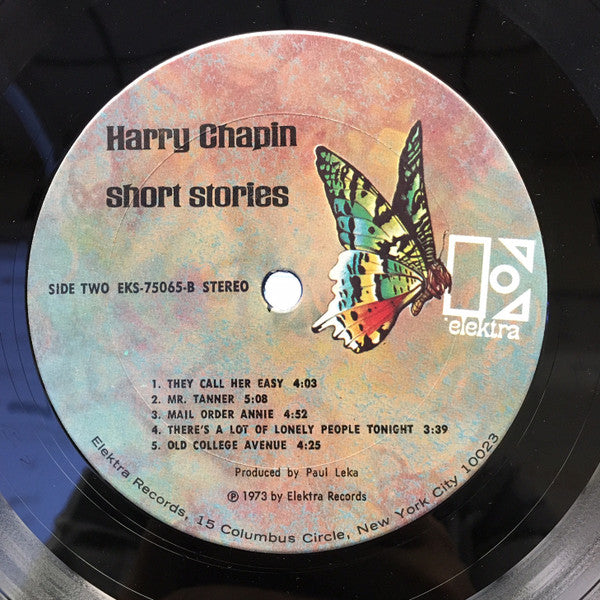 Harry Chapin
short stories
SIDE TWO EKS-75065-B STEREO
elektra
1. THEY CALL HER EASY 4:03
2. MR. TANNER 5:08
3. MAIL ORDER ANNIE 4:52
4. THERE'S A LOT OF LONELY PEOPLE TONIGHT 3:39
5. OLD COLLEGE AVENUE 4:25
Produced by Paul Leka
℗ 1973 by Elektra Records
Elektra Records, 15 Columbus Circle, New York City 10023